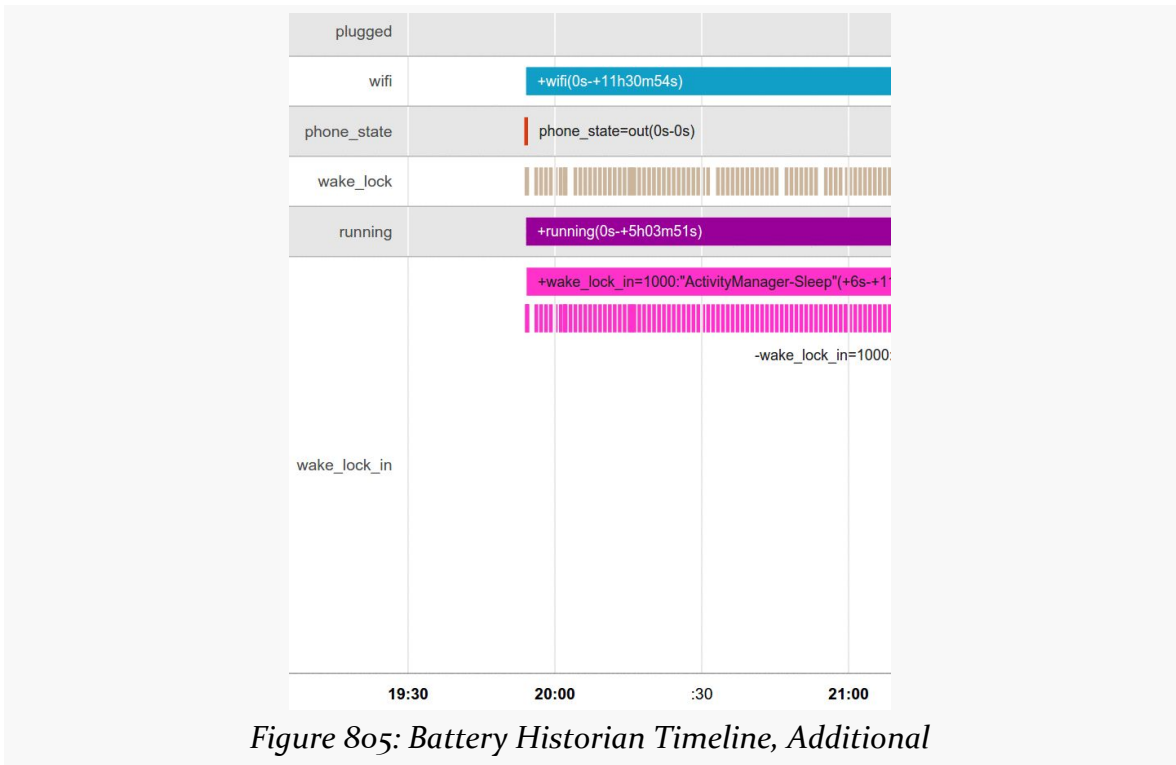 plugged
wifi
+wifi(0s-+11h30m54s)
phone_state
phone_state=out(0s-0s)
wake_lock
running
+running(0s-+5h03m51s)
+wake_lock_in=1000:"ActivityManager-Sleep"(+6s-+11
-wake_lock_in=1000:
wake_lock_in
19:30 20:00 :30 21:00
Figure 805: Battery Historian Timeline, Additional